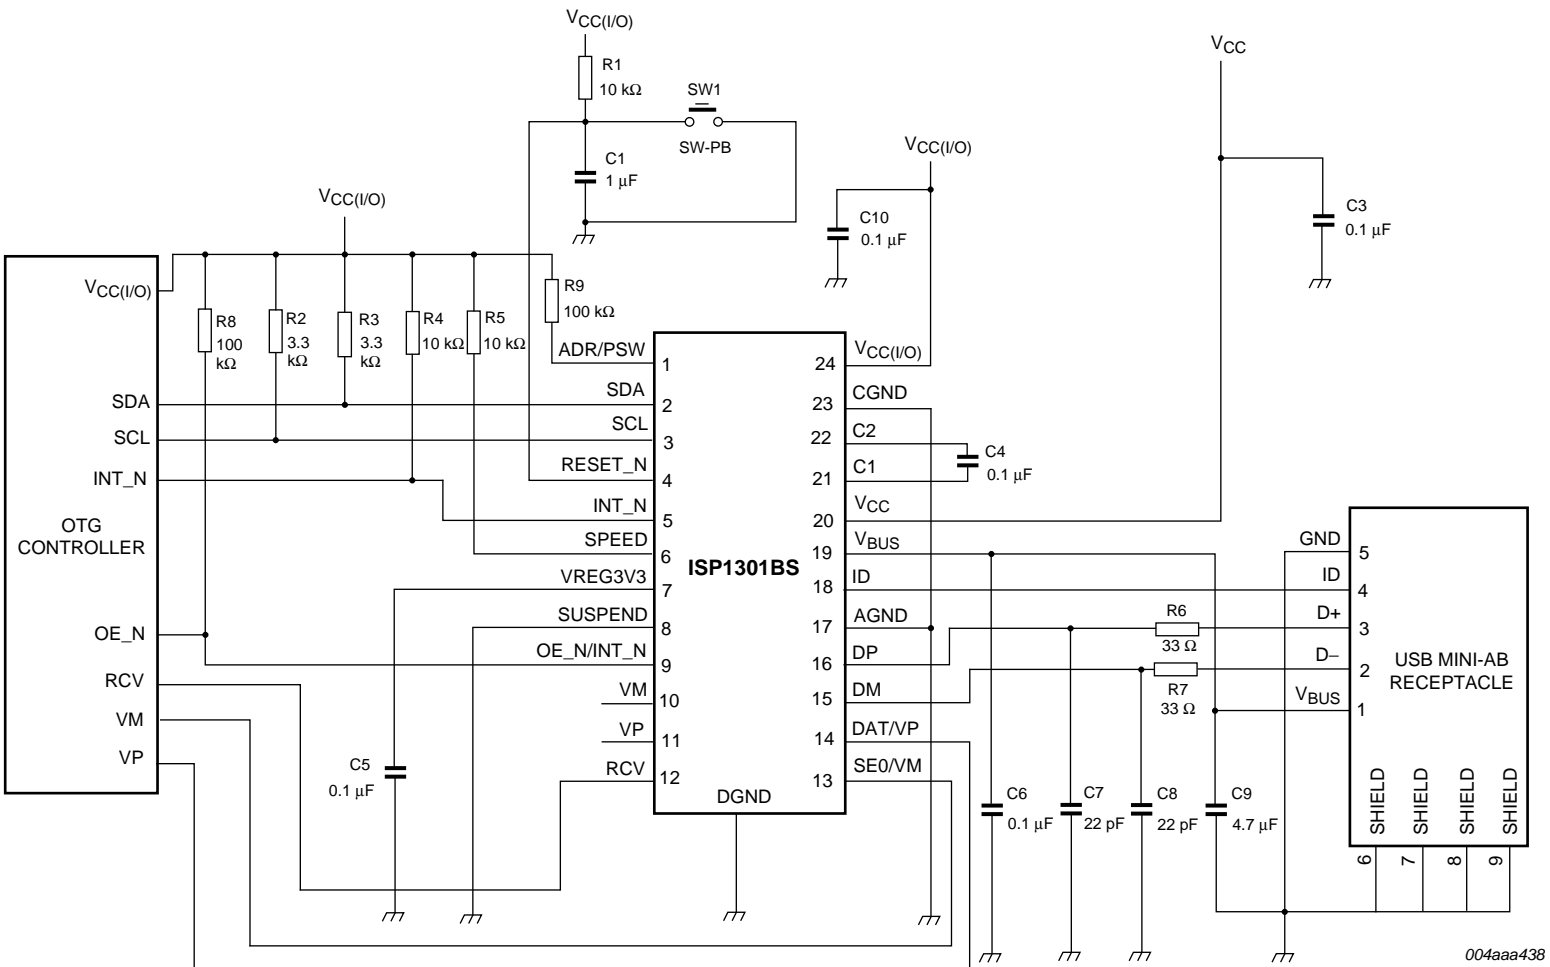 VCC(I/O)
R1
10 kΩ
SW1
SW-PB
C1
1 μF
VCC
VCC(I/O)
C10
0.1 μF
C3
0.1 μF
VCC(I/O)
R9
100 kΩ
R8
100
kΩ
R2
3.3
kΩ
R3
3.3
kΩ
R4
10 kΩ
R5
10 kΩ
OTG
CONTROLLER
VCC(I/O)
SDA
SCL
INT_N
OE_N
RCV
VM
VP
ISP1301BS
ADR/PSW 1
SDA 2
SCL 3
RESET_N 4
INT_N 5
SPEED 6
VREG3V3 7
SUSPEND 8
OE_N/INT_N 9
VM 10
VP 11
RCV 12
DGND
24 VCC(I/O)
23 CGND
22 C2
21 C1
20 VCC
19 VBUS
18 ID
17 AGND
16 DP
15 DM
14 DAT/VP
13 SE0/VM
C4
0.1 μF
C5
0.1 μF
R6
33 Ω
R7
33 Ω
C6
0.1 μF
C7
22 pF
C8
22 pF
C9
4.7 μF
GND 5
ID 4
D+ 3
D− 2
VBUS 1
USB MINI-AB
RECEPTACLE
SHIELD 6
SHIELD 7
SHIELD 8
SHIELD 9
004aaa438